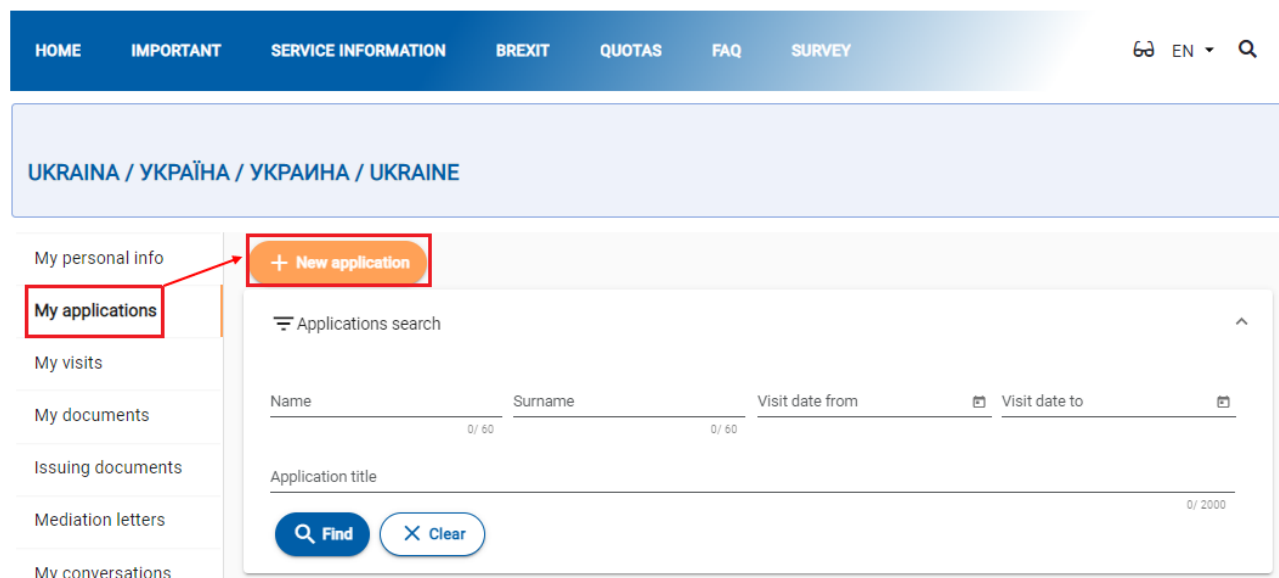 HOME IMPORTANT SERVICE INFORMATION BREXIT QUOTAS FAQ SURVEY EN
UKRAINA / УКРАЇНА / УКРАИНА / UKRAINE
My personal info
My applications
My visits
My documents
Issuing documents
Mediation letters
My conversations
+ New application
Applications search
Name Surname Visit date from Visit date to
0/ 60 0/ 60
Application title
0/ 2000
Find Clear